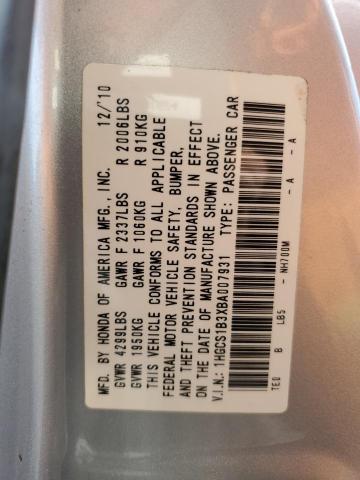 MFD. BY HONDA OF AMERICA MFG., INC. 12/'10
GVWR 4299LBS GAWR F 2337LBS R 2006LBS
GVWR 1950KG GAWR F 1060KG R 910KG
THIS VEHICLE CONFORMS TO ALL APPLICABLE
FEDERAL MOTOR VEHICLE SAFETY, BUMPER,
AND THEFT PREVENTION STANDARDS IN EFFECT
ON THE DATE OF MANUFACTURE SHOWN ABOVE.
V.I.N.: 1HGCS1B3XBA007931 TYPE: PASSENGER CAR
TE0 B LB5 NH700M - A - A